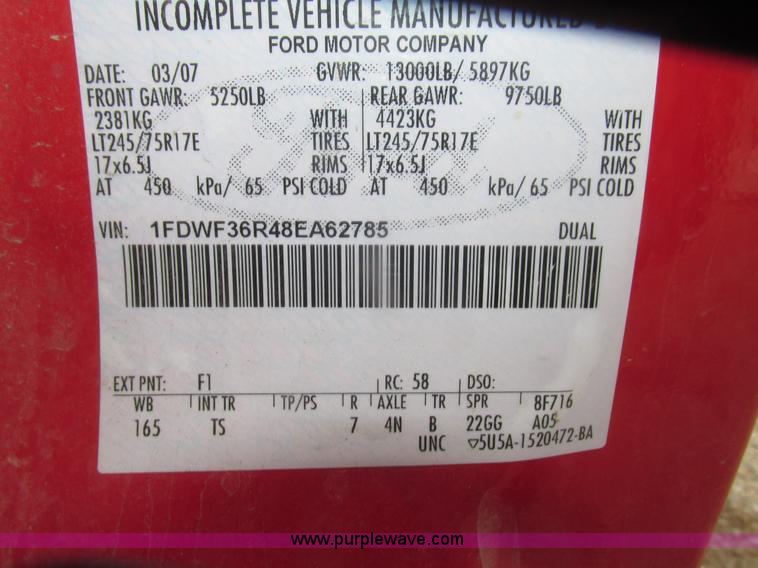 INCOMPLETE VEHICLE MANUFACTURED
FORD MOTOR COMPANY
DATE: 03/07 GVWR: 13000LB/ 5897KG
FRONT GAWR: 5250LB REAR GAWR: 9750LB
2381KG WITH 4423KG WITH
LT245/75R17E TIRES LT245/75R17E TIRES
17x6.5J RIMS 17x6.5J RIMS
AT 450 kPa/ 65 PSI COLD AT 450 kPa/ 65 PSI COLD
VIN: 1FDWF36R48EA62785 DUAL
EXT PNT: F1 RC: 58 DSO:
WB INT TR TP/PS R AXLE TR SPR 8F716
165 TS 7 4N B 22GG A05
UNC ▽5U5A-1520472-BA
www.purplewave.com